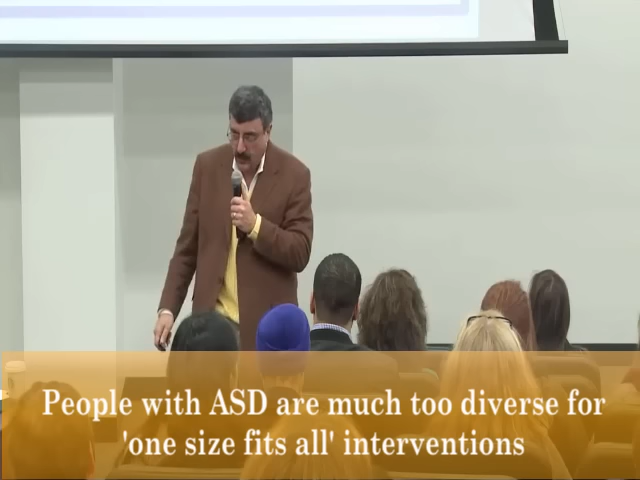 People with ASD are much too diverse for
'one size fits all' interventions